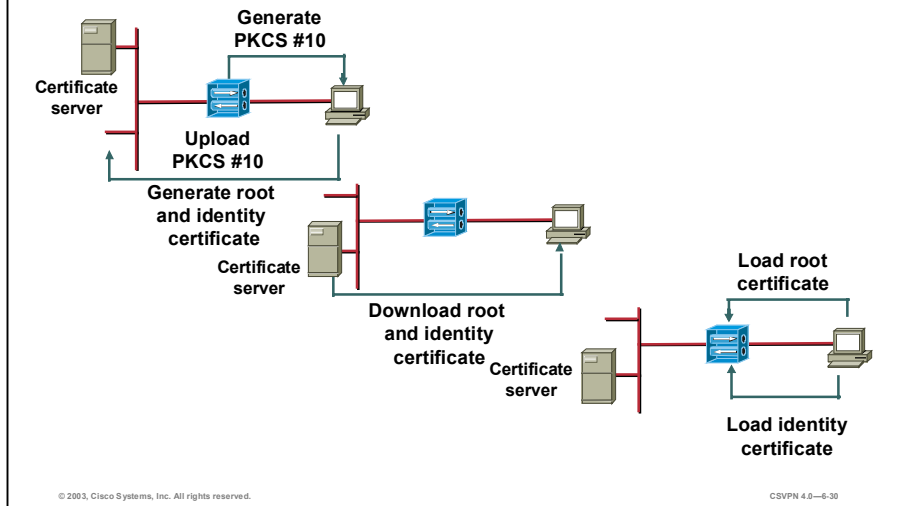 Generate
PKCS #10
Certificate
server
Upload
PKCS #10
Generate root
and identity
certificate
Certificate
server
Download root
and identity
certificate
Load root
certificate
Certificate
server
Load identity
certificate
© 2003, Cisco Systems, Inc. All rights reserved.
CSVPN 4.0—6-30